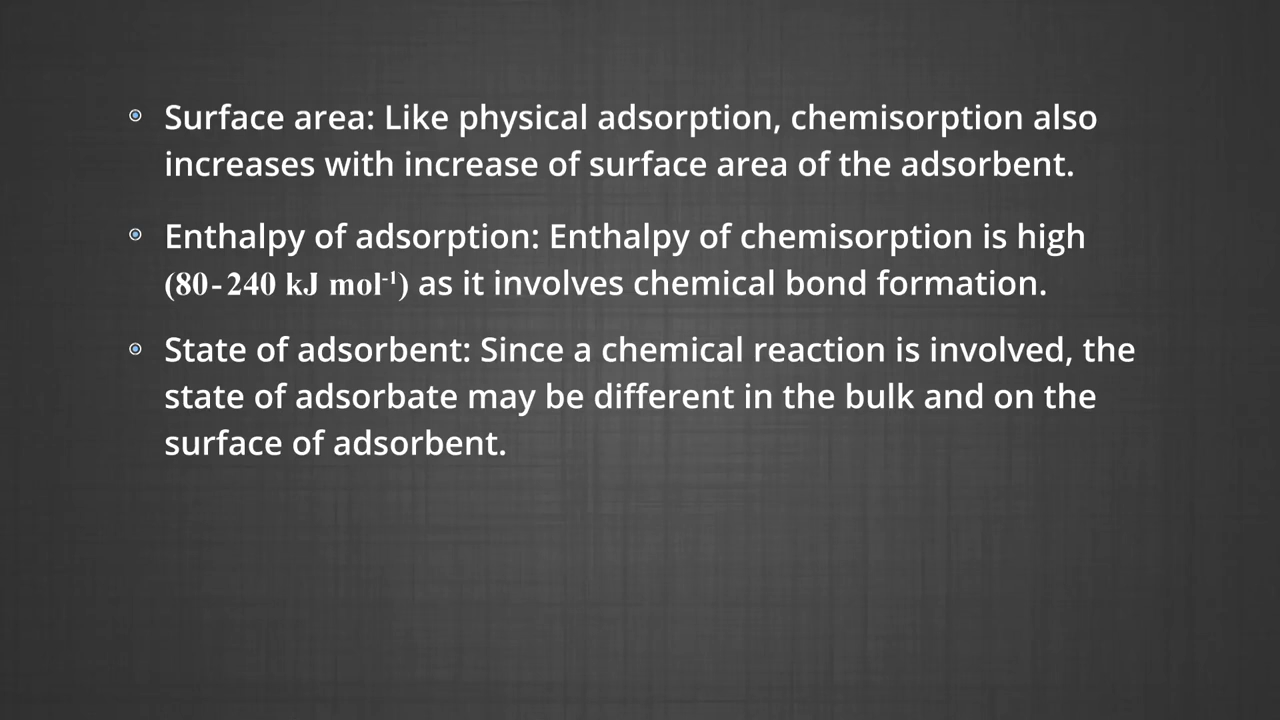 Surface area: Like physical adsorption, chemisorption also
increases with increase of surface area of the adsorbent.
Enthalpy of adsorption: Enthalpy of chemisorption is high
(80-240 kJ mol⁻¹) as it involves chemical bond formation.
State of adsorbent: Since a chemical reaction is involved, the
state of adsorbate may be different in the bulk and on the
surface of adsorbent.